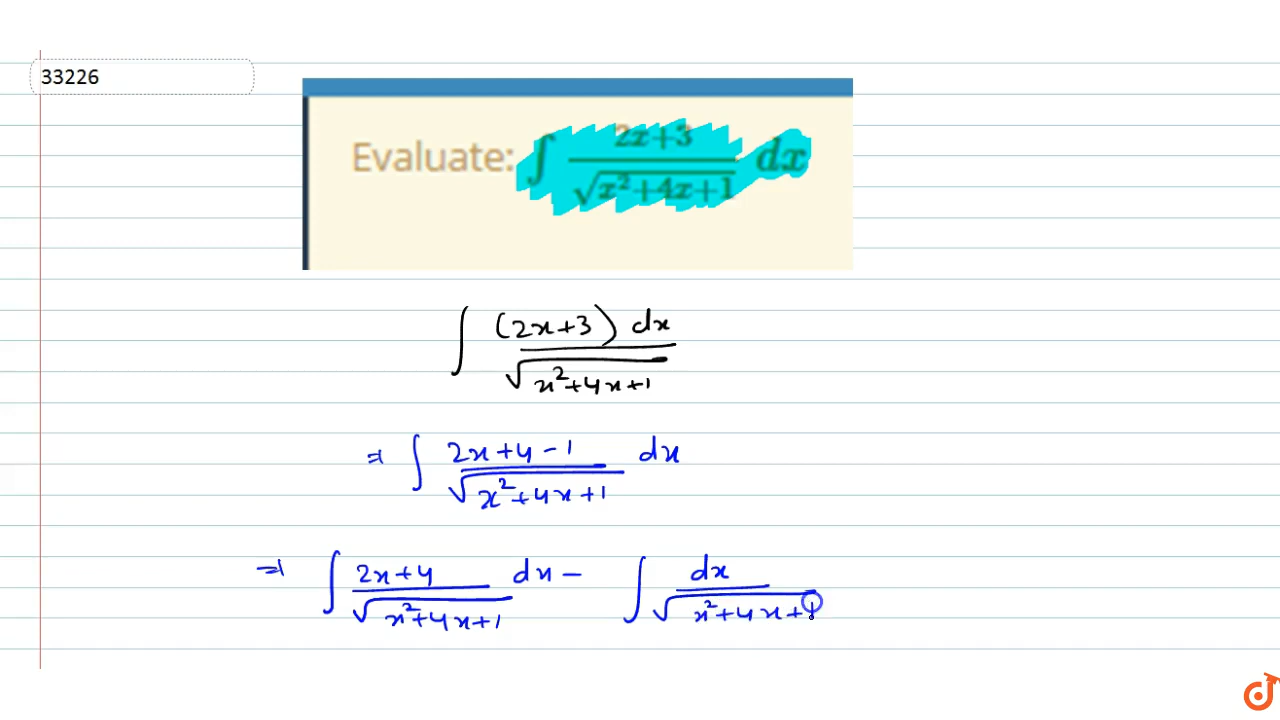 33226
Evaluate: ∫ 2x+3 / √(x²+4x+1) dx
∫ (2x+3) dx / √(x²+4x+1)
⇒ ∫ 2x+4-1 / √(x²+4x+1) dx
⇒ ∫ 2x+4 / √(x²+4x+1) dx - ∫ dx / √(x²+4x+1)